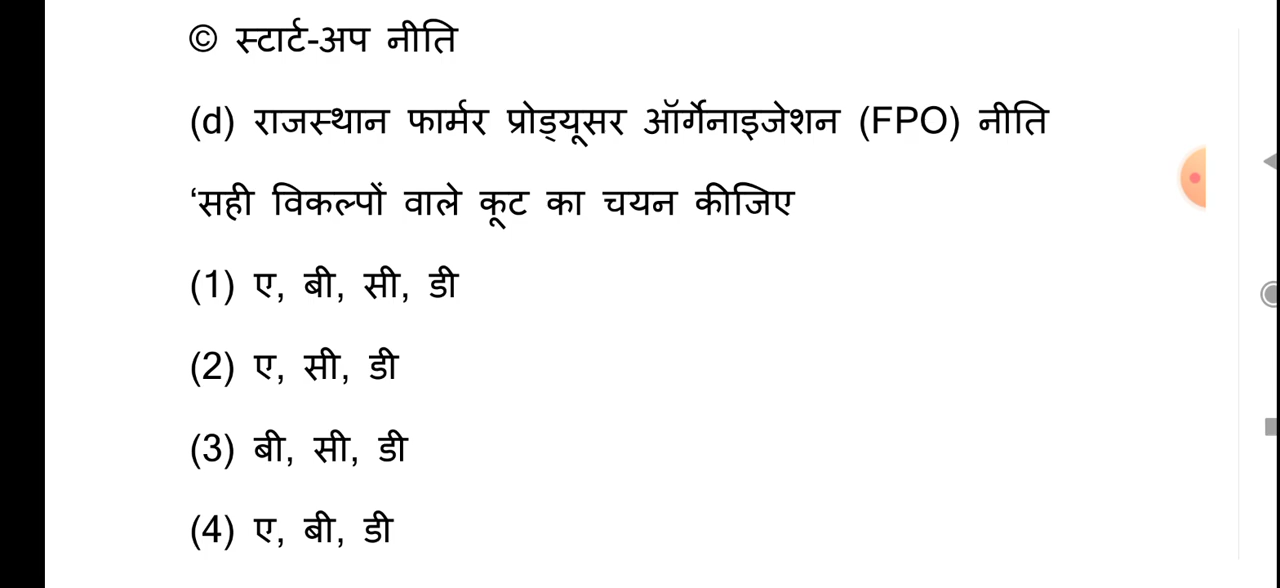 © स्टार्ट-अप नीति
(d) राजस्थान फार्मर प्रोड्यूसर ऑर्गेनाइजेशन (FPO) नीति
‘सही विकल्पों वाले कूट का चयन कीजिए
(1) ए, बी, सी, डी
(2) ए, सी, डी
(3) बी, सी, डी
(4) ए, बी, डी